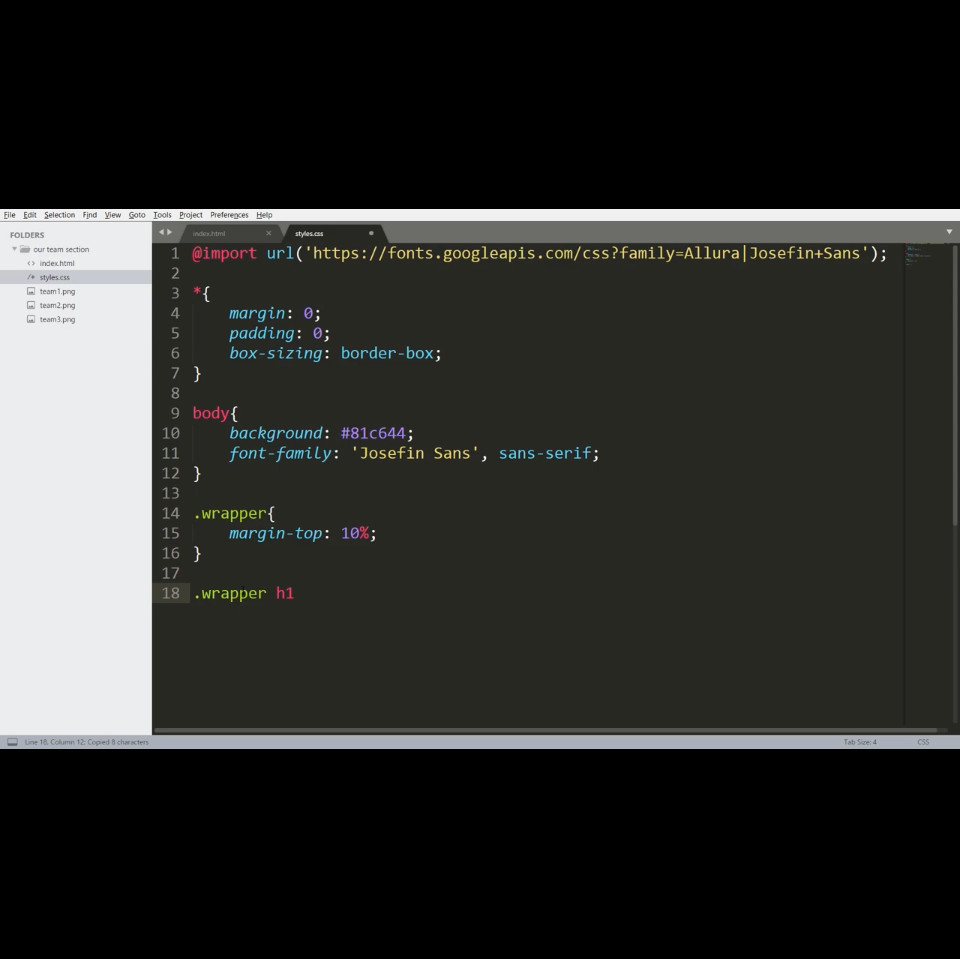 File Edit Selection Find View Goto Tools Project Preferences Help
FOLDERS
our team section
index.html
styles.css
team1.png
team2.png
team3.png
index.html × styles.css
1 @import url('https://fonts.googleapis.com/css?family=Allura|Josefin+Sans');
2
3 *{
4 margin: 0;
5 padding: 0;
6 box-sizing: border-box;
7 }
8
9 body{
10 background: #81c644;
11 font-family: 'Josefin Sans', sans-serif;
12 }
13
14 .wrapper{
15 margin-top: 10%;
16 }
17
18 .wrapper h1
Line 18, Column 12; Copied 8 characters Tab Size: 4 CSS